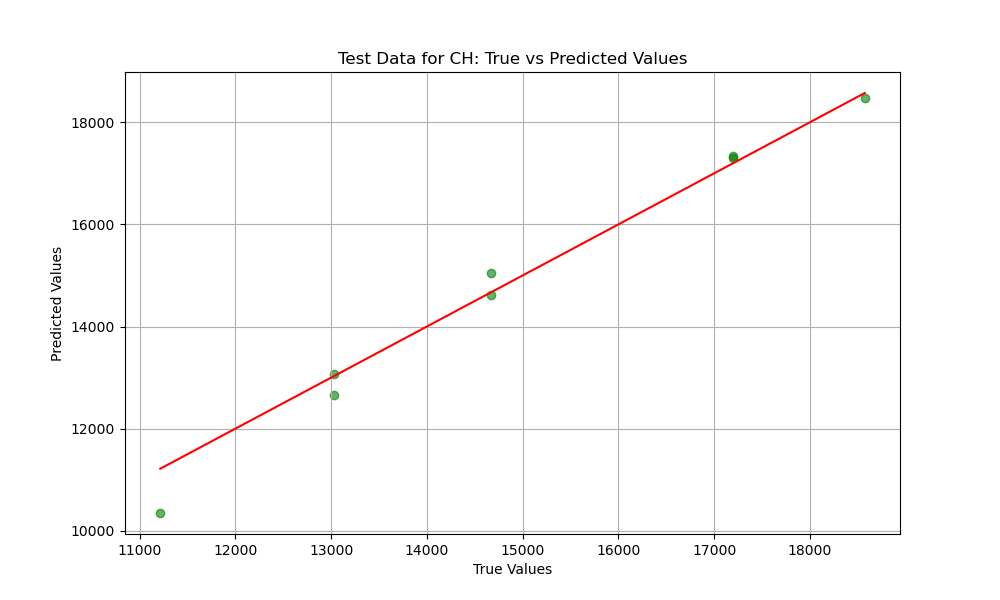 Test Data for CH: True vs Predicted Values
Predicted Values
18000
16000
14000
12000
10000
11000 12000 13000 14000 15000 16000 17000 18000
True Values